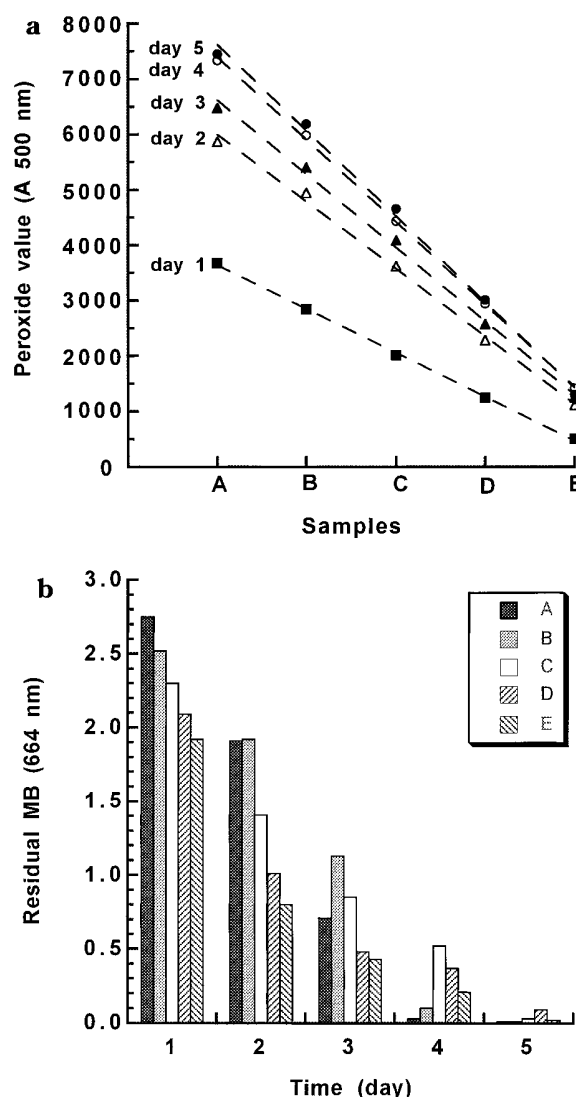 a
Peroxide value (A 500 nm)
8000
7000
6000
5000
4000
3000
2000
1000
0
day 5
day 4
day 3
day 2
day 1
A B C D E
Samples
b
Residual MB (664 nm)
3.0
2.5
2.0
1.5
1.0
0.5
0.0
A
B
C
D
E
1 2 3 4 5
Time (day)